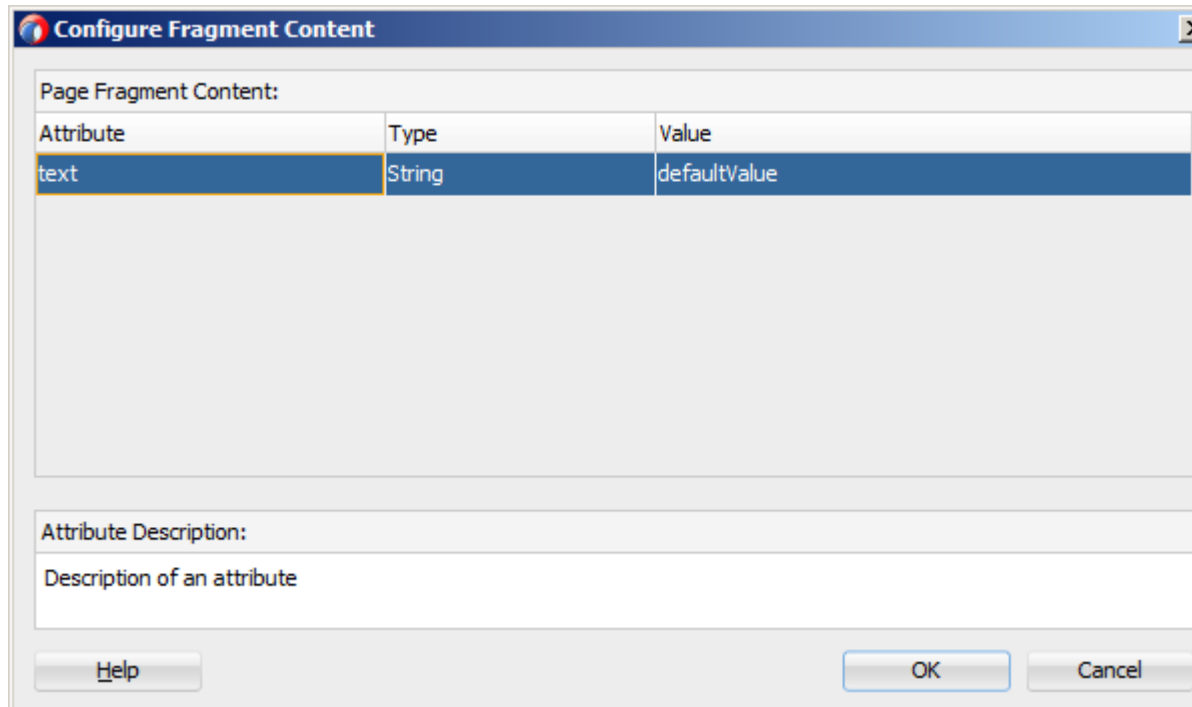 Configure Fragment Content
Page Fragment Content:
Attribute Type Value
text String defaultValue
Attribute Description:
Description of an attribute
Help OK Cancel